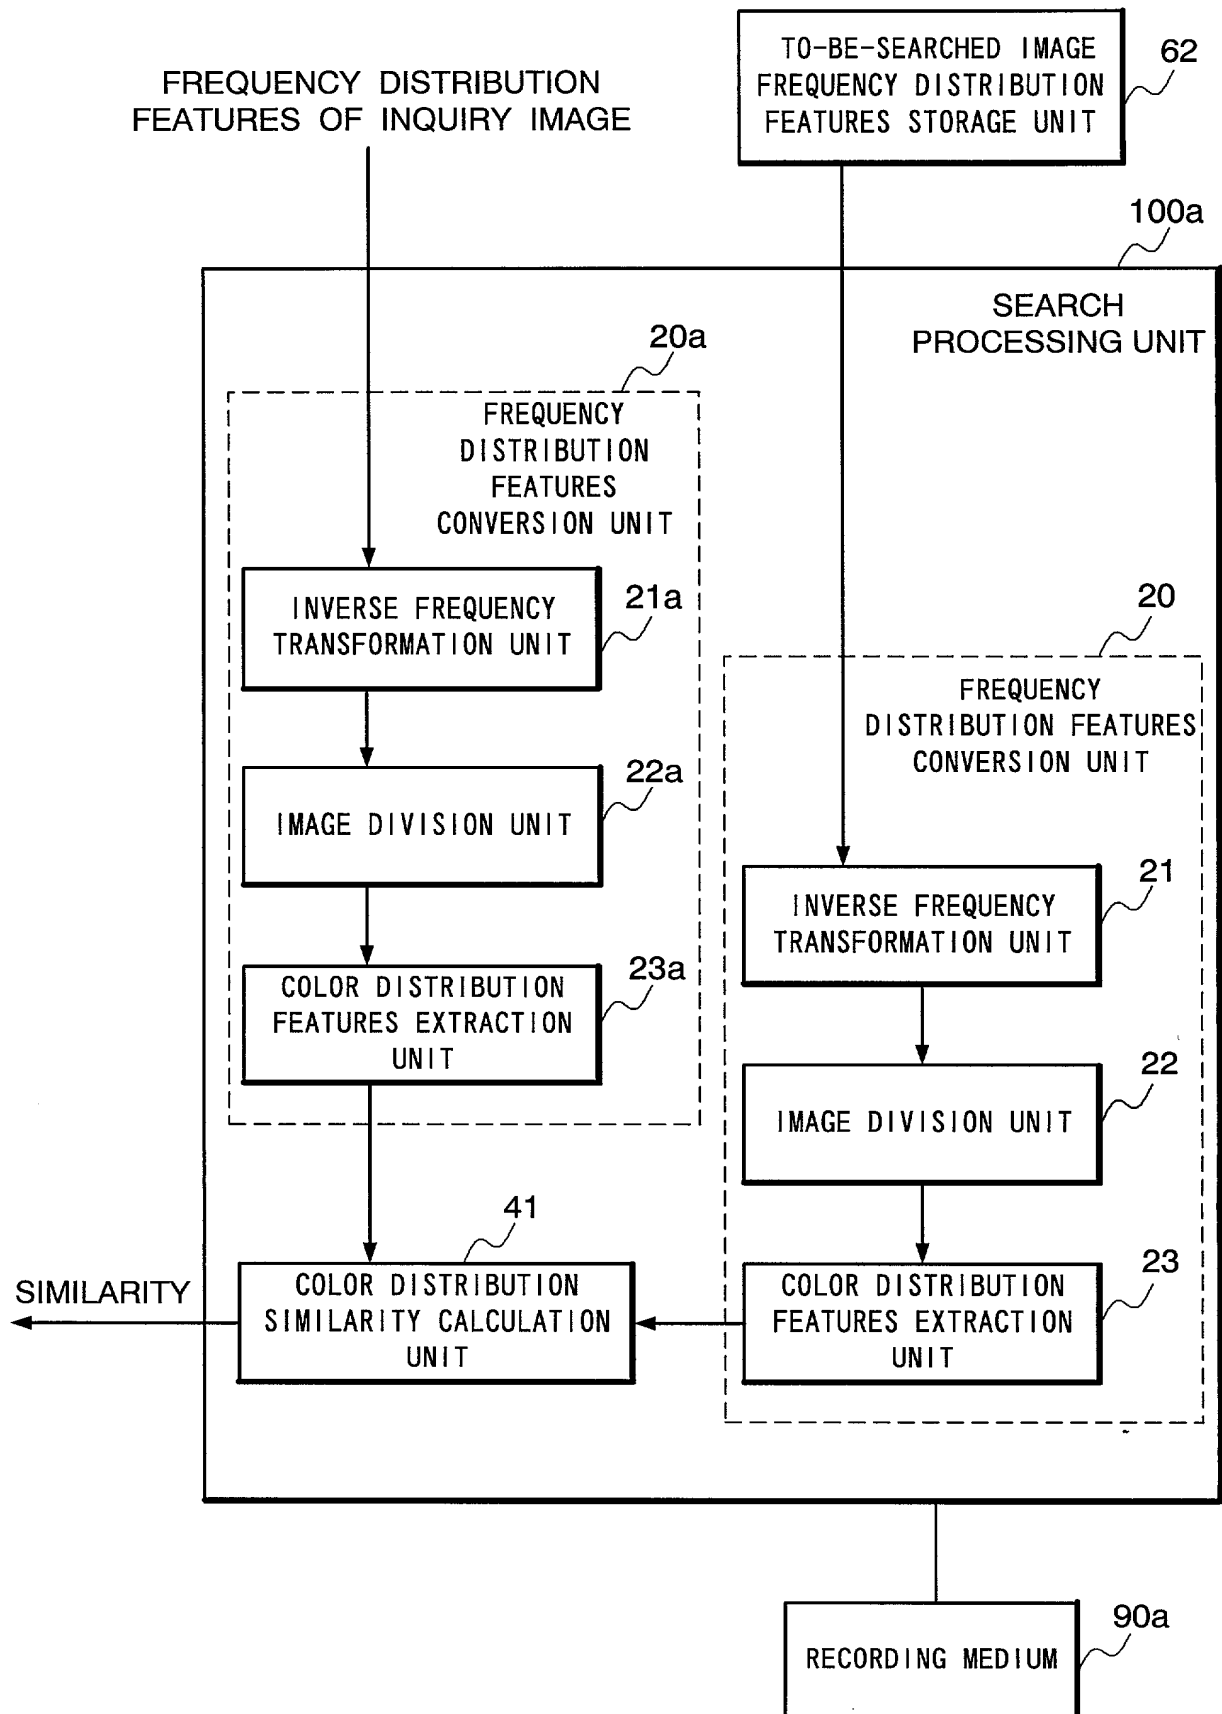 TO-BE-SEARCHED IMAGE
FREQUENCY DISTRIBUTION
FEATURES STORAGE UNIT
62
FREQUENCY DISTRIBUTION
FEATURES OF INQUIRY IMAGE
100a
SEARCH
PROCESSING UNIT
20a
FREQUENCY
DISTRIBUTION
FEATURES
CONVERSION UNIT
INVERSE FREQUENCY
TRANSFORMATION UNIT
21a
20
FREQUENCY
DISTRIBUTION FEATURES
CONVERSION UNIT
IMAGE DIVISION UNIT
22a
INVERSE FREQUENCY
TRANSFORMATION UNIT
21
COLOR DISTRIBUTION
FEATURES EXTRACTION
UNIT
23a
IMAGE DIVISION UNIT
22
41
SIMILARITY
COLOR DISTRIBUTION
SIMILARITY CALCULATION
UNIT
COLOR DISTRIBUTION
FEATURES EXTRACTION
UNIT
23
90a
RECORDING MEDIUM